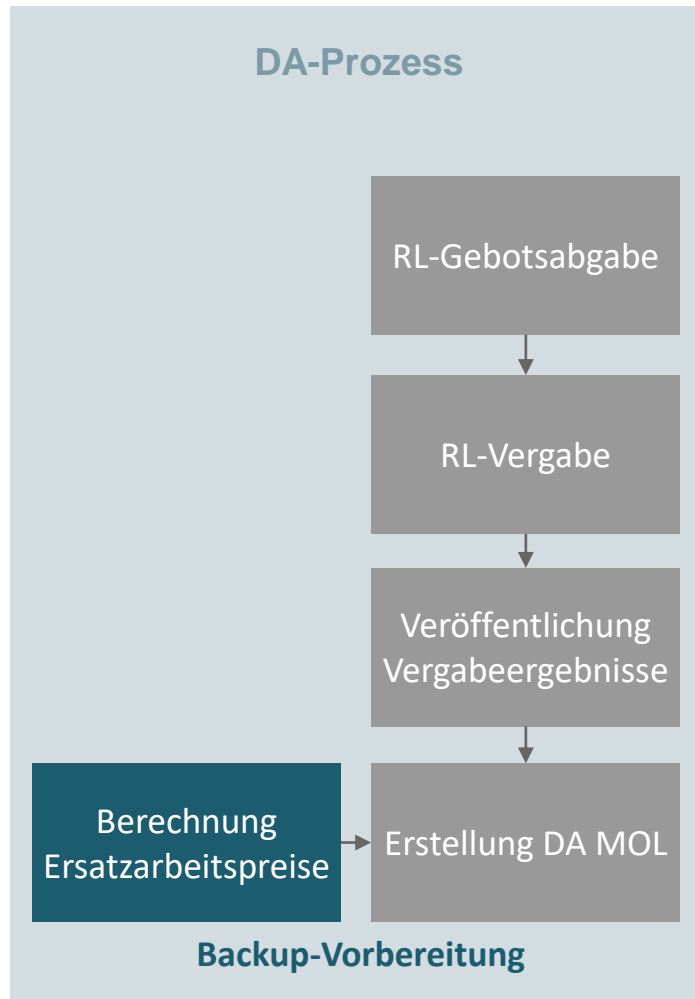 DA-Prozess
RL-Gebotsabgabe
RL-Vergabe
Veröffentlichung
Vergabeergebnisse
Berechnung
Ersatzarbeitspreise
Erstellung DA MOL
Backup-Vorbereitung